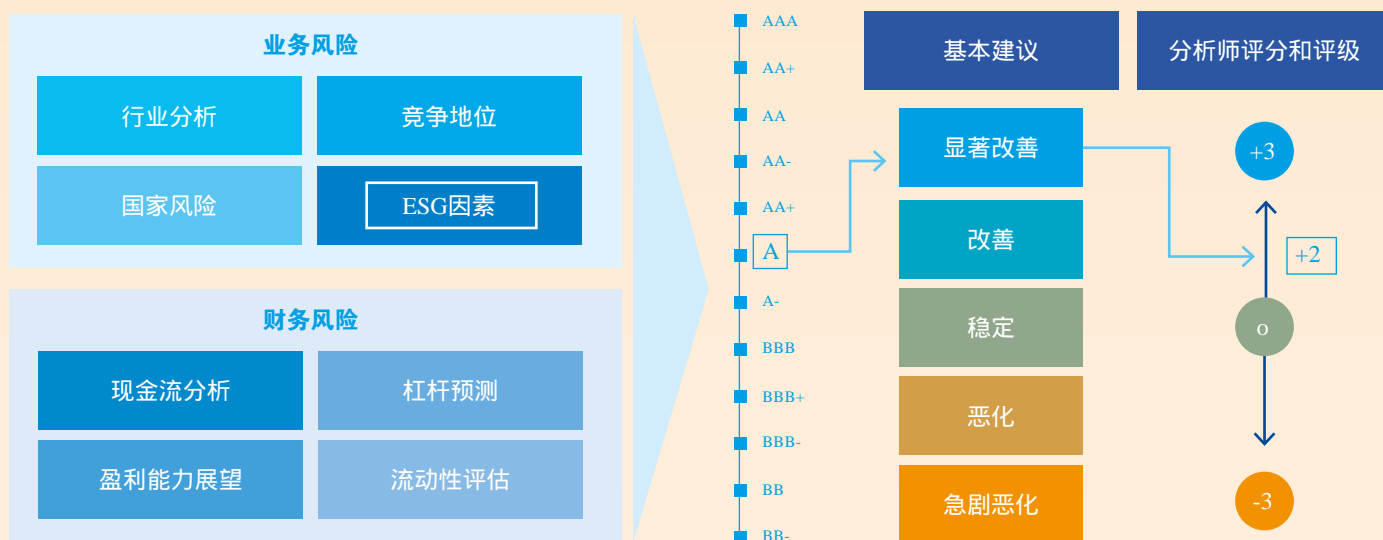 业务风险
行业分析
竞争地位
国家风险
ESG因素
财务风险
现金流分析
杠杆预测
盈利能力展望
流动性评估
AAA
AA+
AA
AA-
AA+
A
A-
BBB
BBB+
BBB-
BB
BB-
基本建议
显著改善
改善
稳定
恶化
急剧恶化
分析师评分和评级
+3
+2
0
-3